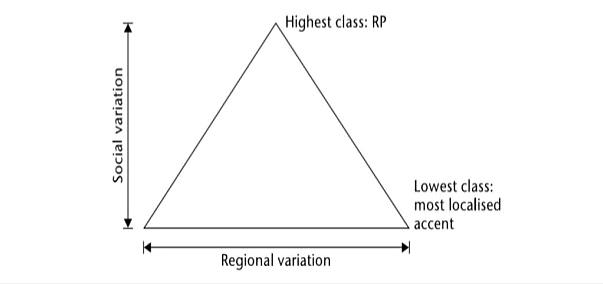 Highest class: RP
Social variation
Lowest class:
most localised
accent
Regional variation